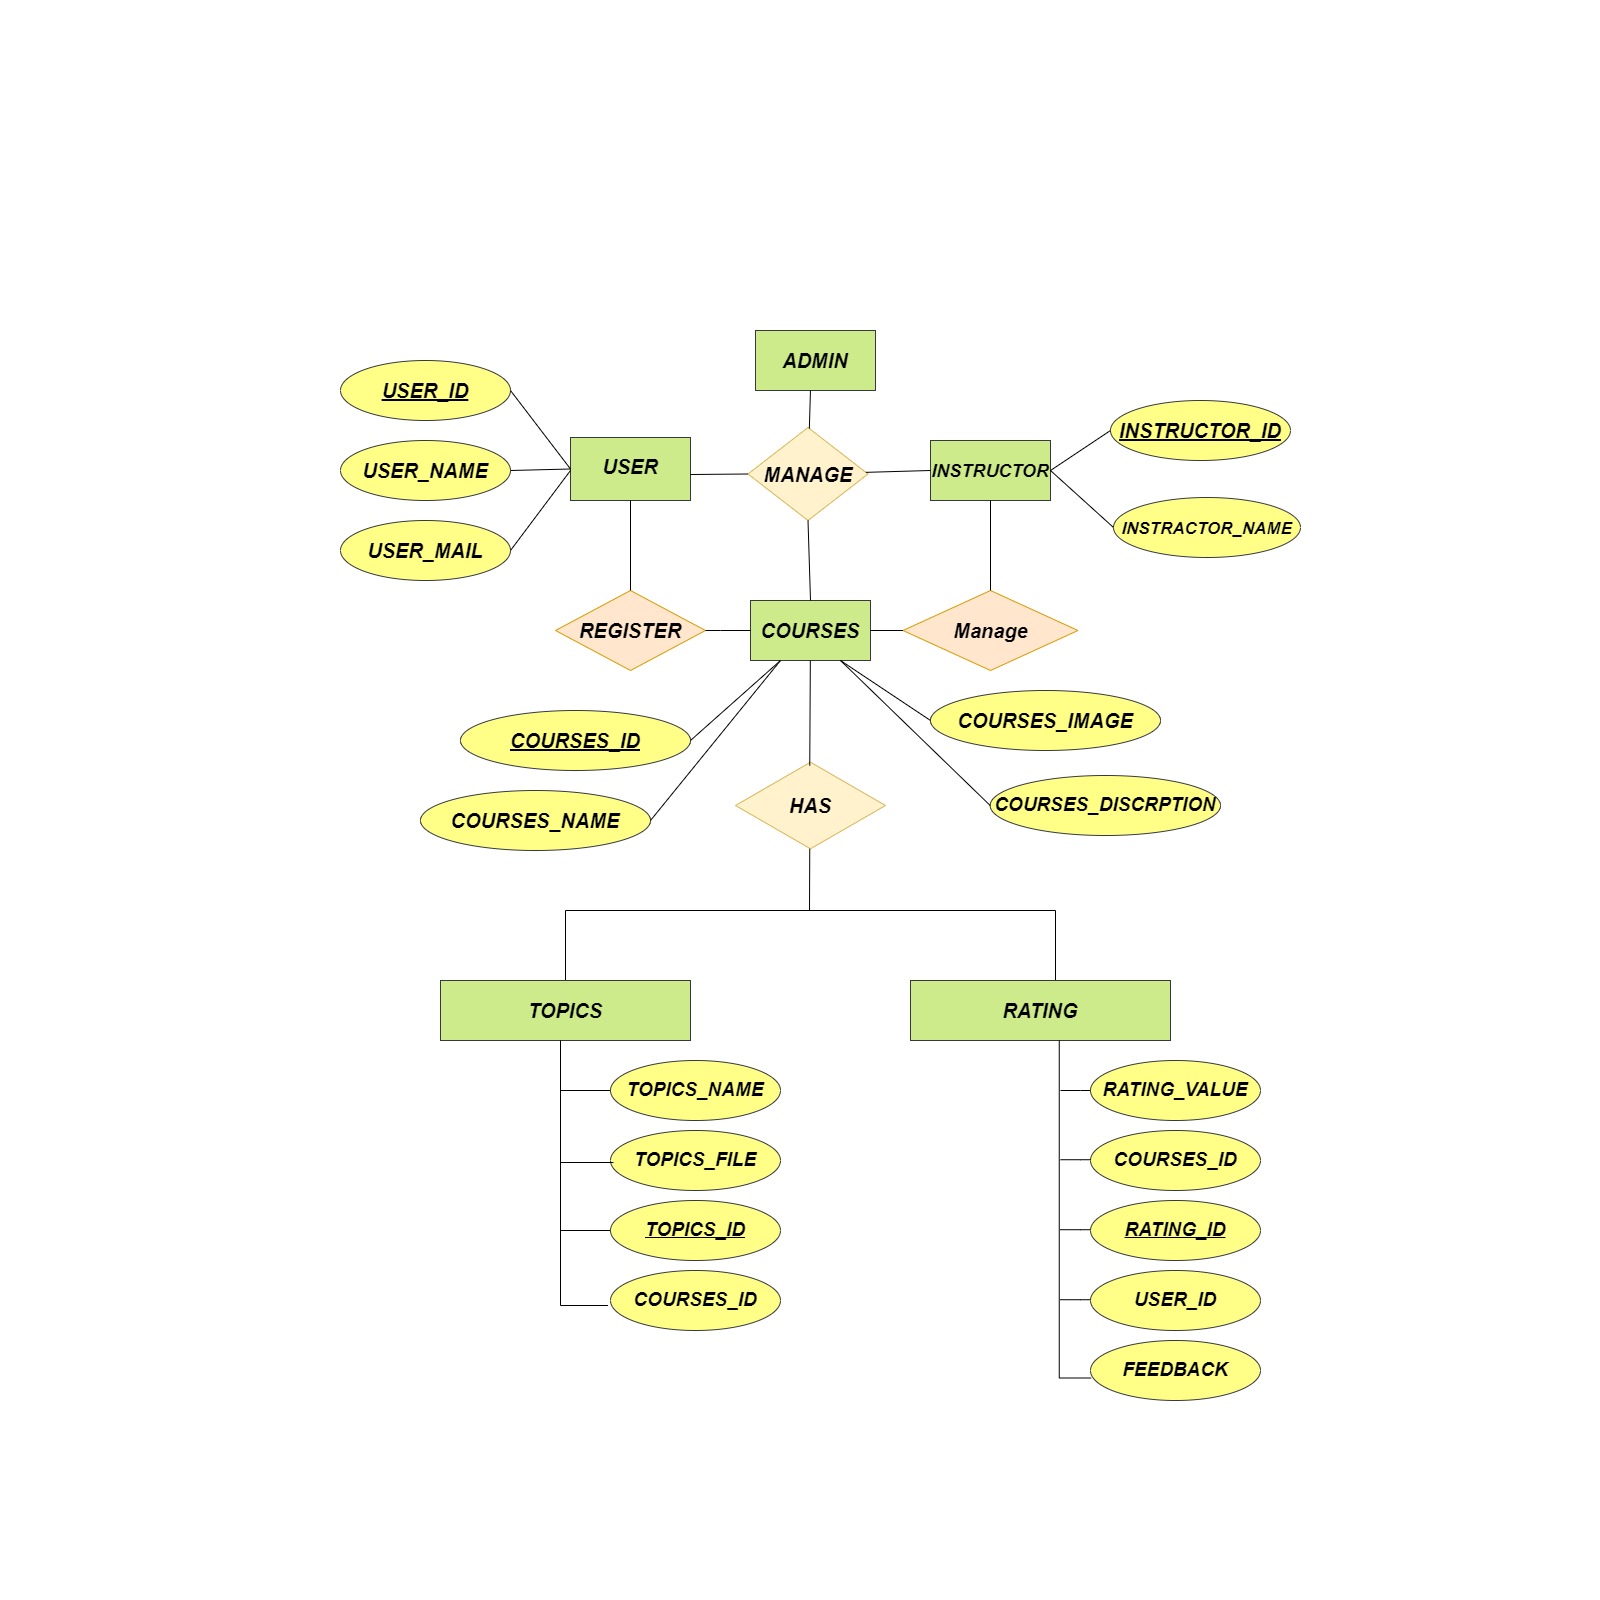 ADMIN
USER_ID
INSTRUCTOR_ID
USER
USER_NAME
MANAGE
INSTRUCTOR
INSTRACTOR_NAME
USER_MAIL
REGISTER
COURSES
Manage
COURSES_ID
COURSES_IMAGE
COURSES_NAME
HAS
COURSES_DISCRPTION
TOPICS
RATING
TOPICS_NAME
RATING_VALUE
TOPICS_FILE
COURSES_ID
TOPICS_ID
RATING_ID
COURSES_ID
USER_ID
FEEDBACK